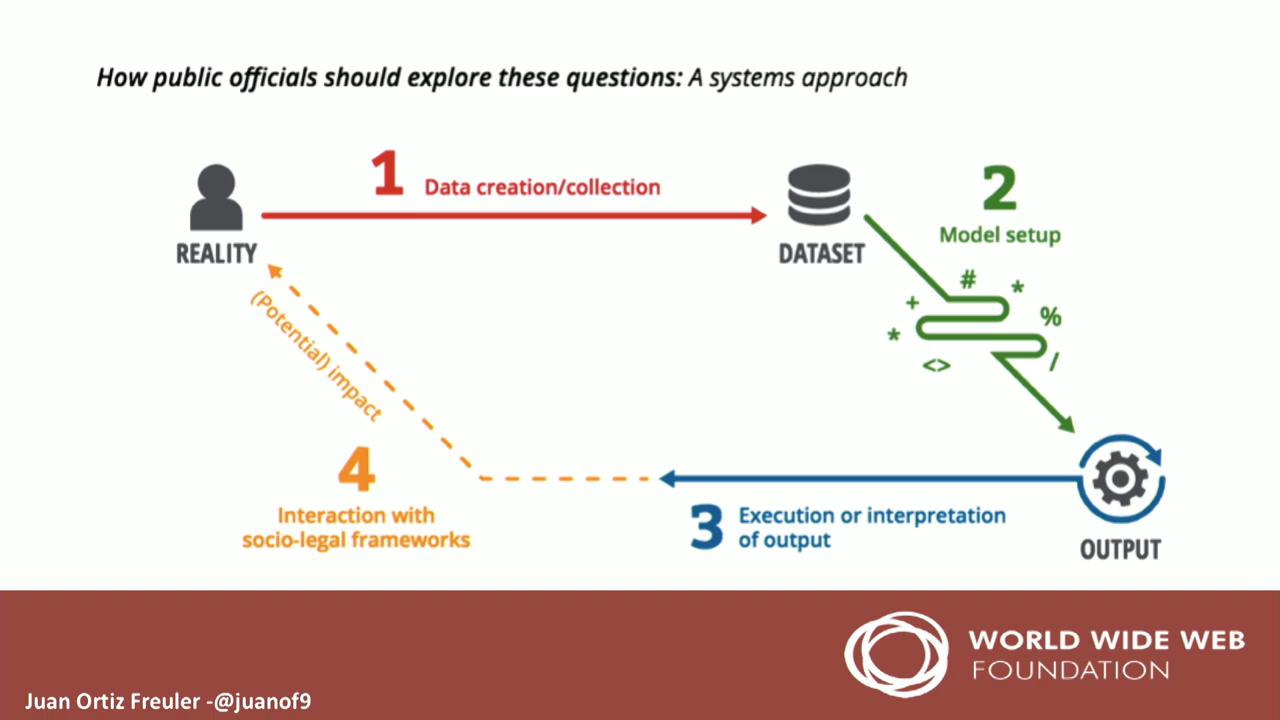 How public officials should explore these questions: A systems approach
1
Data creation/collection
REALITY
DATASET
2
Model setup
#
*
+
%
*
<>
/
(Potential) impact
4
Interaction with
socio-legal frameworks
3
Execution or interpretation
of output
OUTPUT
WORLD WIDE WEB
FOUNDATION
Juan Ortiz Freuler -@juanof9